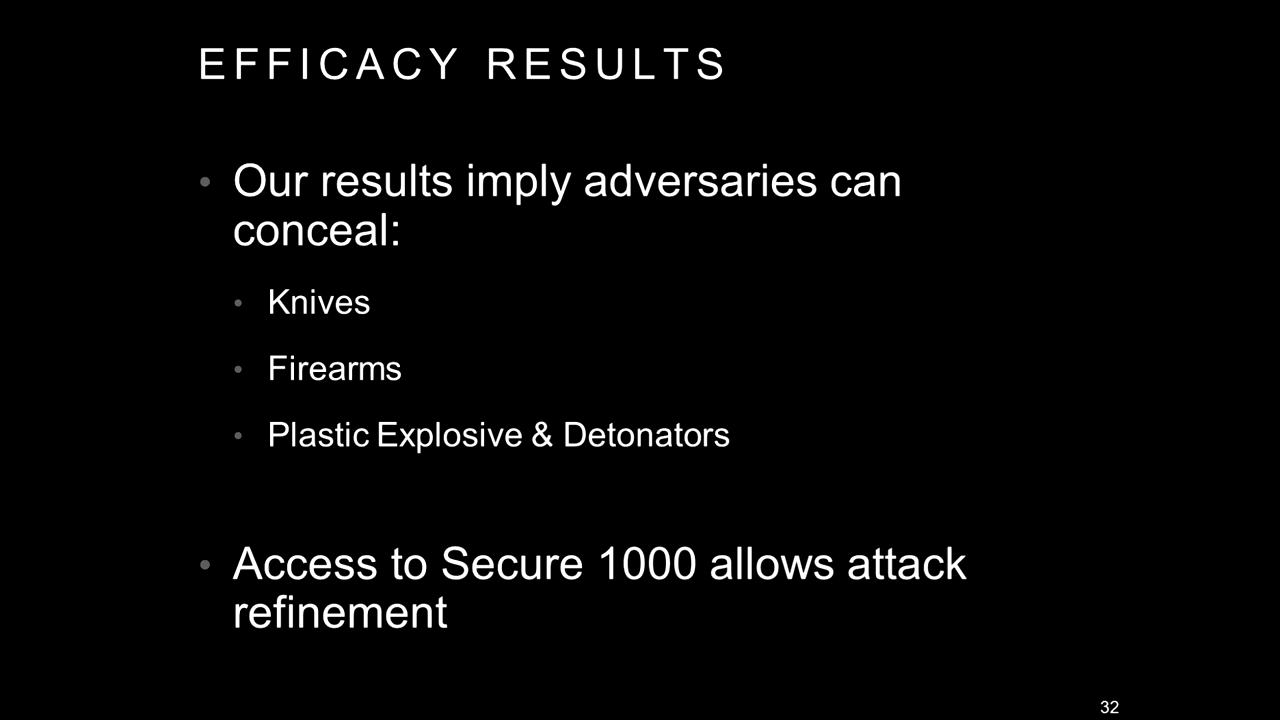 EFFICACY RESULTS
• Our results imply adversaries can
conceal:
• Knives
• Firearms
• Plastic Explosive & Detonators
• Access to Secure 1000 allows attack
refinement
32